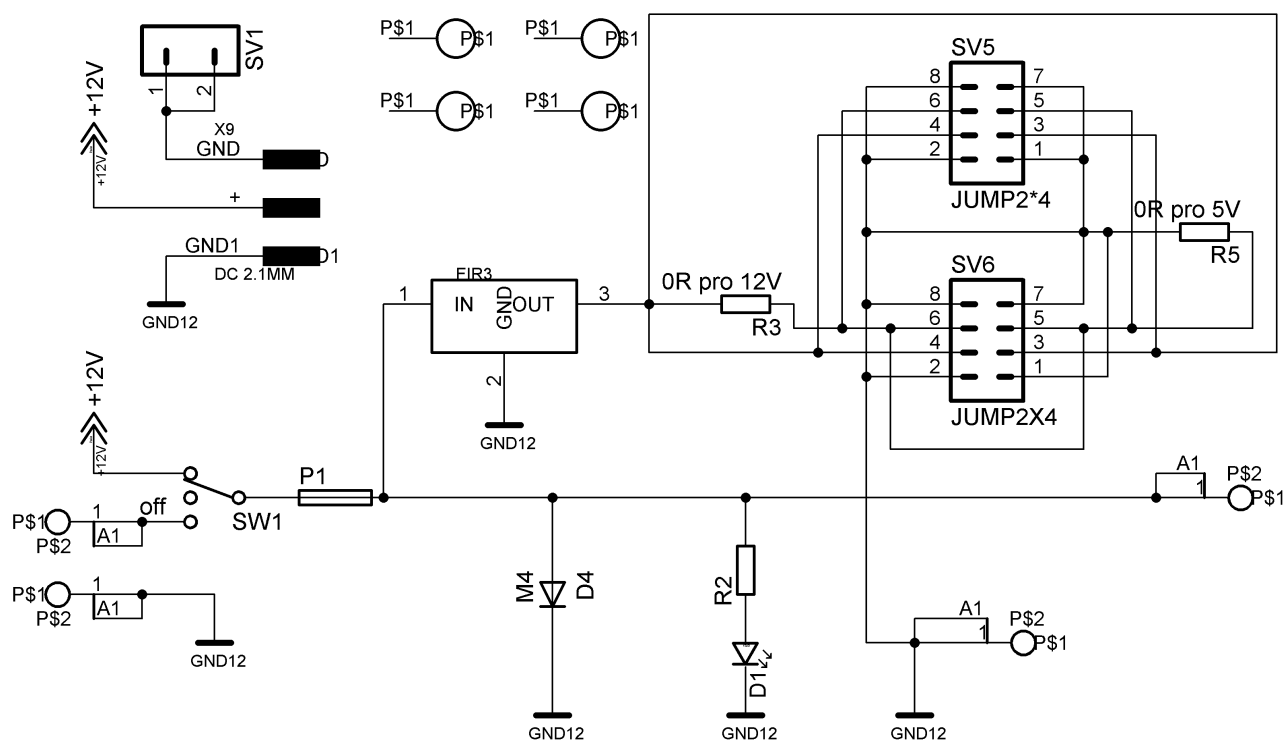 P$1 P$1 P$1 P$1
SV1
1 2
+12V
+12V
P$1 P$1 P$1 P$1
X9
GND
+
GND1
DC 2.1MM
GND12
SV5
8 7
6 5
4 3
2 1
JUMP2*4
0R pro 5V
R5
FIR3
1 IN GND OUT 3
2
GND12
0R pro 12V
R3
SV6
8 7
6 5
4 3
2 1
JUMP2X4
+12V
+12V
off
SW1
P1
P$1 1
P$2 A1
P$1 1
P$2 A1
GND12
A1
1
P$2
P$1
M4 D4
GND12
R2
D1
GND12
A1
1
P$2
P$1
GND12